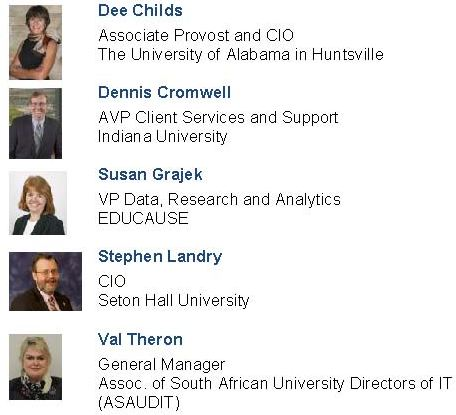 Dee Childs
Associate Provost and CIO
The University of Alabama in Huntsville
Dennis Cromwell
AVP Client Services and Support
Indiana University
Susan Grajek
VP Data, Research and Analytics
EDUCAUSE
Stephen Landry
CIO
Seton Hall University
Val Theron
General Manager
Assoc. of South African University Directors of IT
(ASAUDIT)